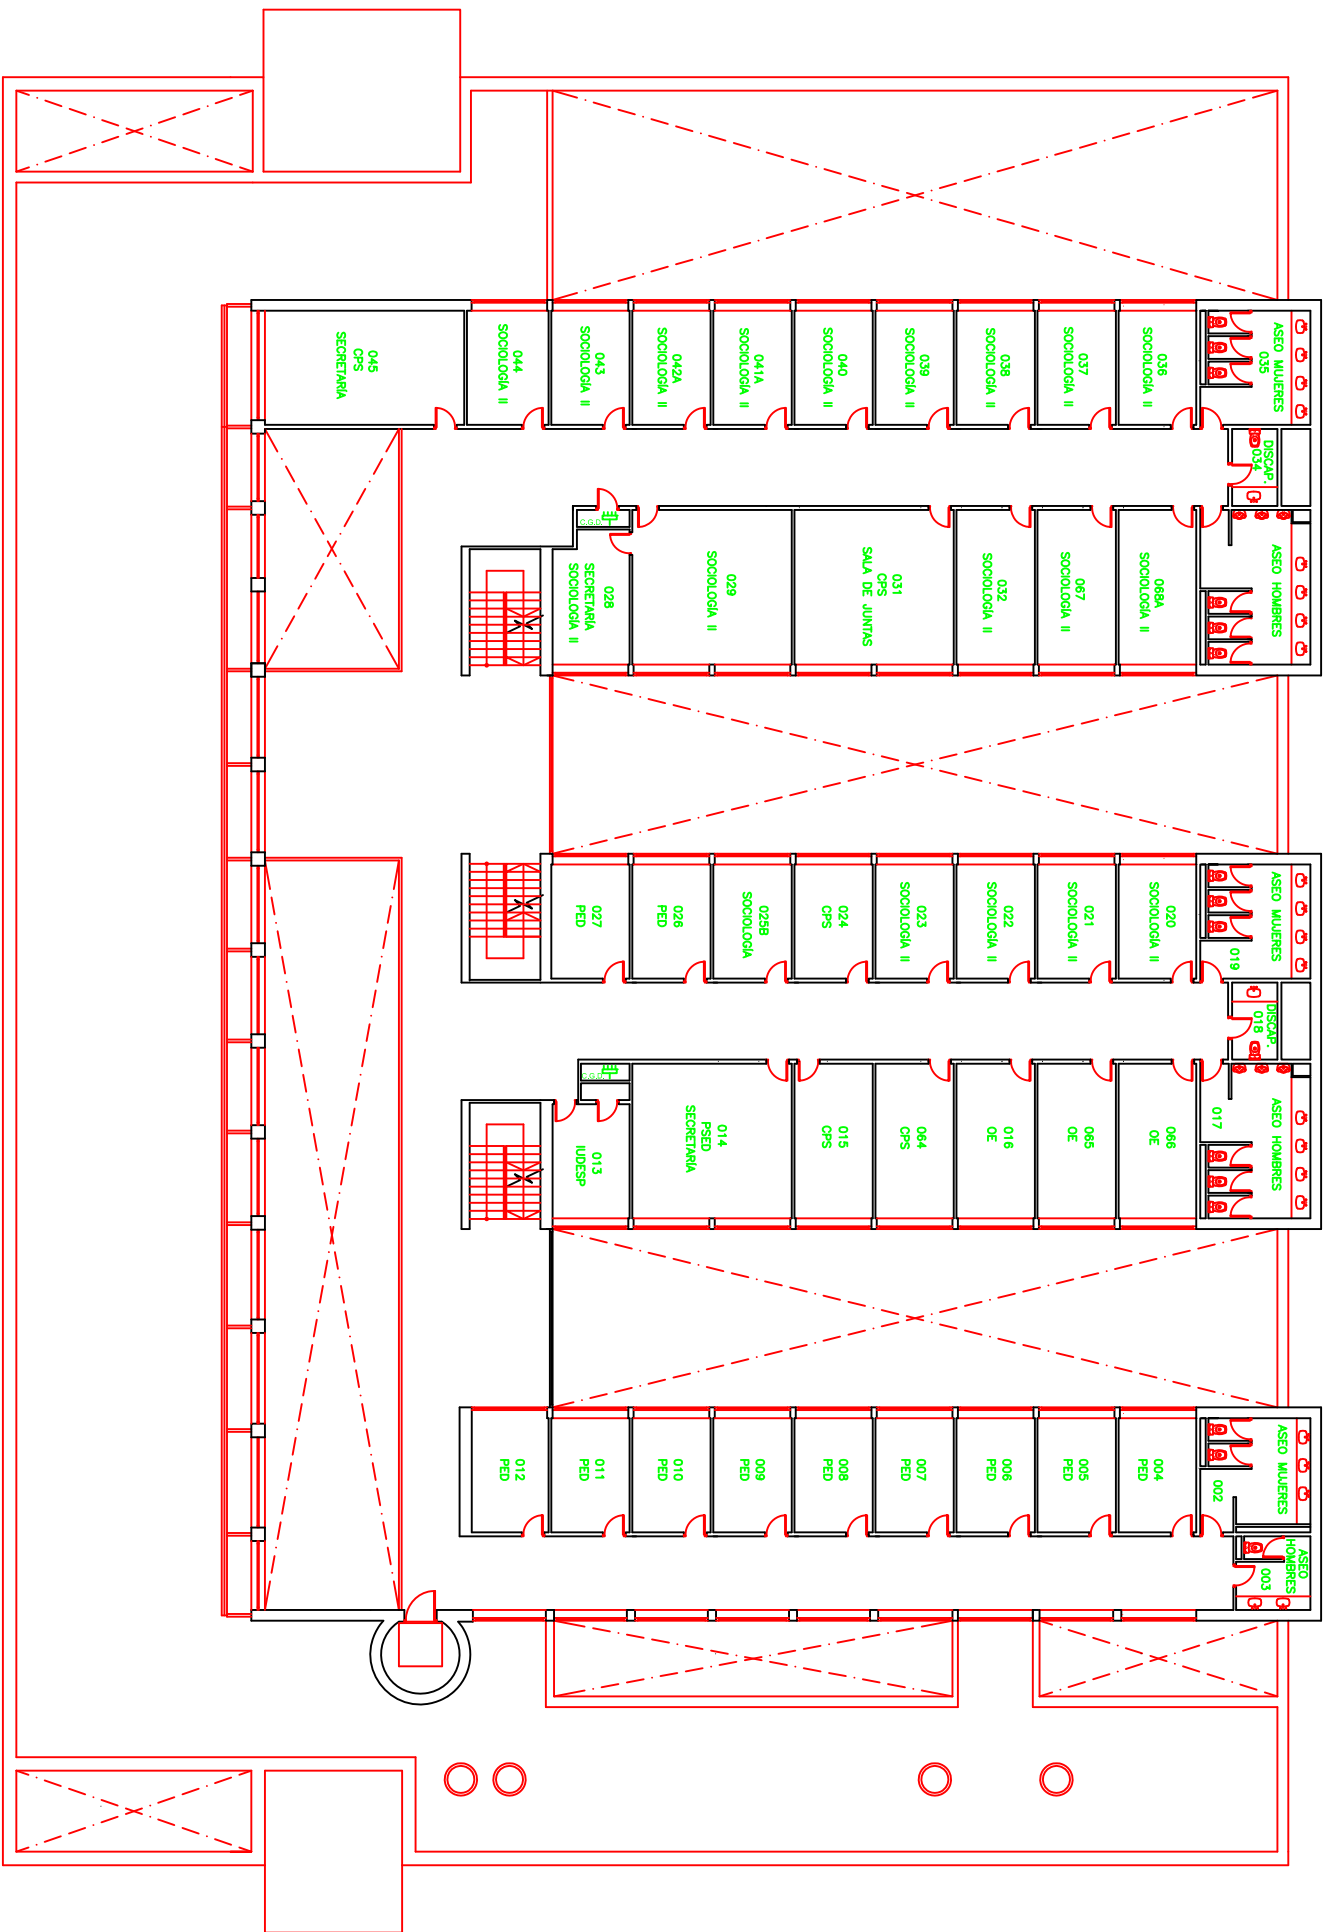 045
CPS
SECRETARÍA
044
SOCIOLOGÍA II
043
SOCIOLOGÍA II
042A
SOCIOLOGÍA II
041A
SOCIOLOGÍA II
040
SOCIOLOGÍA II
039
SOCIOLOGÍA II
038
SOCIOLOGÍA II
037
SOCIOLOGÍA II
036
SOCIOLOGÍA II
ASEO MUJERES
035
DISCAP.
034
C.G.D.
028
SECRETARÍA
SOCIOLOGÍA II
029
SOCIOLOGÍA II
031
CPS
SALA DE JUNTAS
032
SOCIOLOGÍA II
067
SOCIOLOGÍA II
068A
SOCIOLOGÍA II
ASEO HOMBRES
027
PED
026
PED
025B
SOCIOLOGÍA
024
CPS
023
SOCIOLOGÍA II
022
SOCIOLOGÍA II
021
SOCIOLOGÍA II
020
SOCIOLOGÍA II
ASEO MUJERES
019
DISCAP.
018
C.G.D.
013
IUDESP
014
PSED
SECRETARÍA
015
CPS
064
CPS
016
OE
065
OE
066
OE
017
ASEO HOMBRES
012
PED
011
PED
010
PED
009
PED
008
PED
007
PED
006
PED
005
PED
004
PED
ASEO MUJERES
002
ASEO
HOMBRES
003